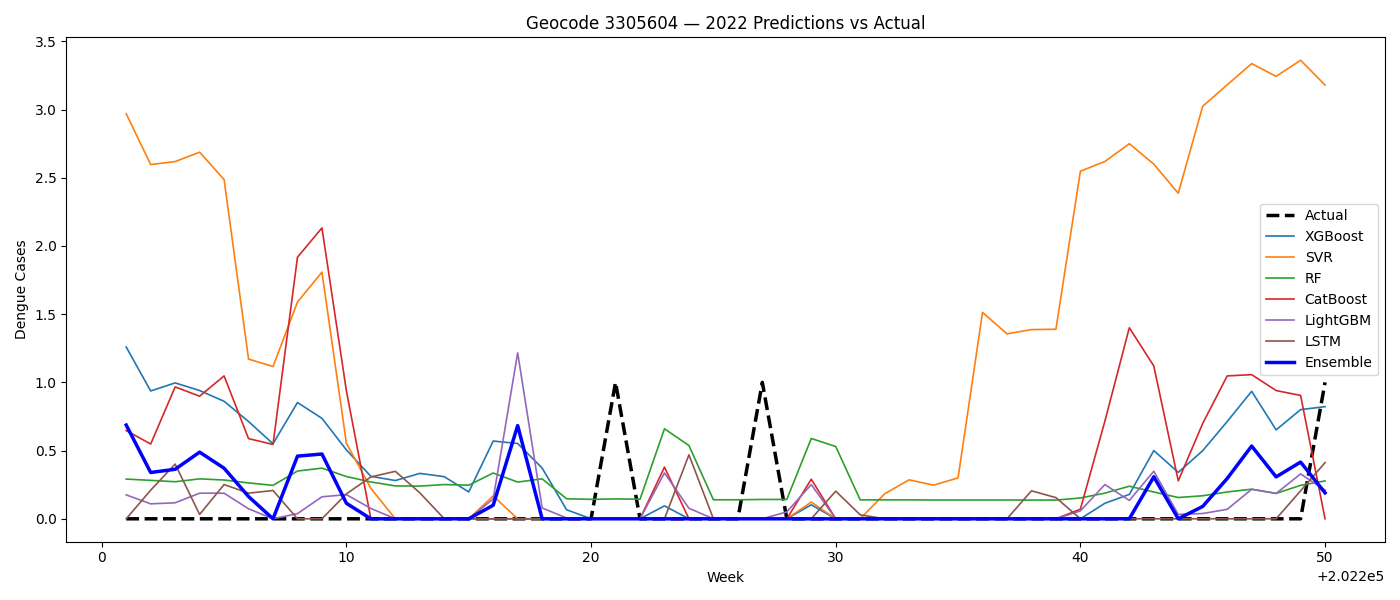 Geocode 3305604 — 2022 Predictions vs Actual
Dengue Cases
3.5
3.0
2.5
2.0
1.5
1.0
0.5
0.0
Actual
XGBoost
SVR
RF
CatBoost
LightGBM
LSTM
Ensemble
0
10
20
30
40
50
Week
+2.022e5